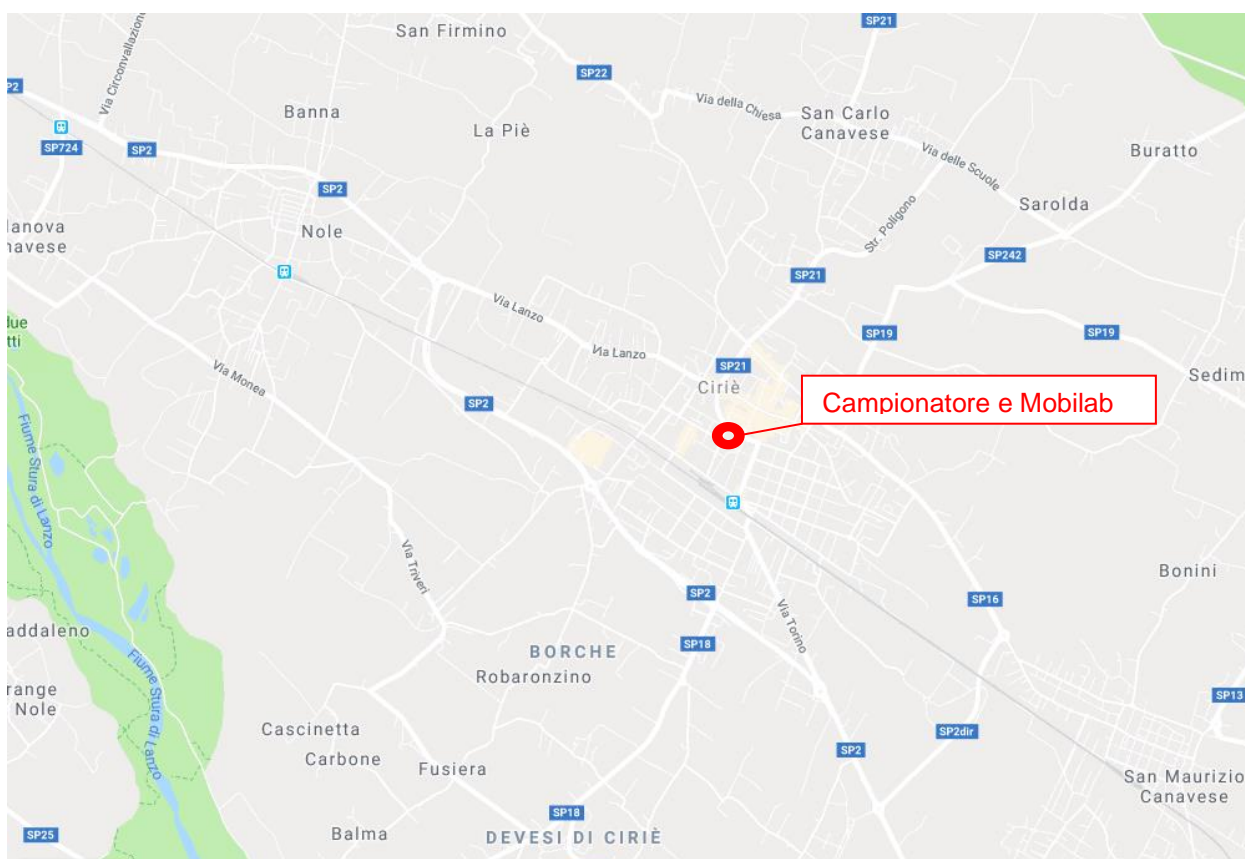 SP21
San Firmino
Via Circonvallazione
SP22
P2
Via della Chiesa
San Carlo
Canavese
Banna
La Piè
SP724
SP2
Via delle Scuole
Buratto
SP2
Sarolda
Str. Poligono
lanova
navese
Nole
SP242
SP21
Via Lanzo
due
tti
SP19
SP19
Via Lanzo
SP21
Ciriè
Sedim
Via Monea
SP2
Campionatore e Mobilab
Fiume Stura di Lanzo
Via Triveri
Bonini
SP2
SP16
Via Torino
addaleno
SP18
BORCHE
Robaronzino
Fiume Stura di Lanzo
range
Nole
SP13
Cascinetta
Carbone
SP2dir
SP2
Fusiera
San Maurizio
Canavese
SP18
SP25
Balma
DEVESI DI CIRIÈ